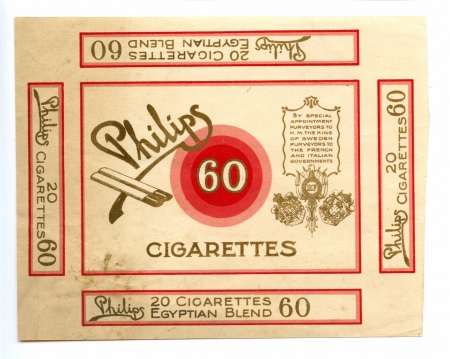 Philips
20 CIGARETTES
EGYPTIAN BLEND
60
Philips
20
CIGARETTES
60
Philips
60
CIGARETTES
BY SPECIAL
APPOINTMENT
PURVEYORS TO
H.M. THE KING
OF SWEDEN
PURVEYORS TO
THE FRENCH
AND ITALIAN
GOVERNMENTS
Philips
20
CIGARETTES
60
Philips
20 CIGARETTES
EGYPTIAN BLEND
60